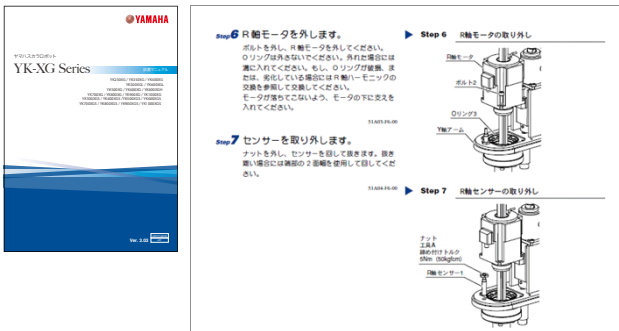 YAMAHA
ヤマハスカラロボット
YK-XG Series
Ver. 3.03
Step6 R軸モータを外します。
ボルトを外し、R軸モータを外してください。
Oリングは外さないでください。外れた場合には
溝に入れてください。もし、Oリングが破損、ま
たは、劣化している場合にはR軸ハーモニックの
交換を参照して交換してください。
モータが落ちてこないよう、モータの下に支えを
入れてください。
Step7 センサーを取り外します。
ナットを外し、センサーを回して抜きます。抜き
難い場合には端部の2面幅を使用して回してくだ
さい。
Step 6 R軸モータの取り外し
R軸モータ
ボルト2
Oリング3
Y軸アーム
Step 7 R軸センサーの取り外し
ナット
工具A
締め付けトルク
5Nm (50kgfcm)
R軸センサー1